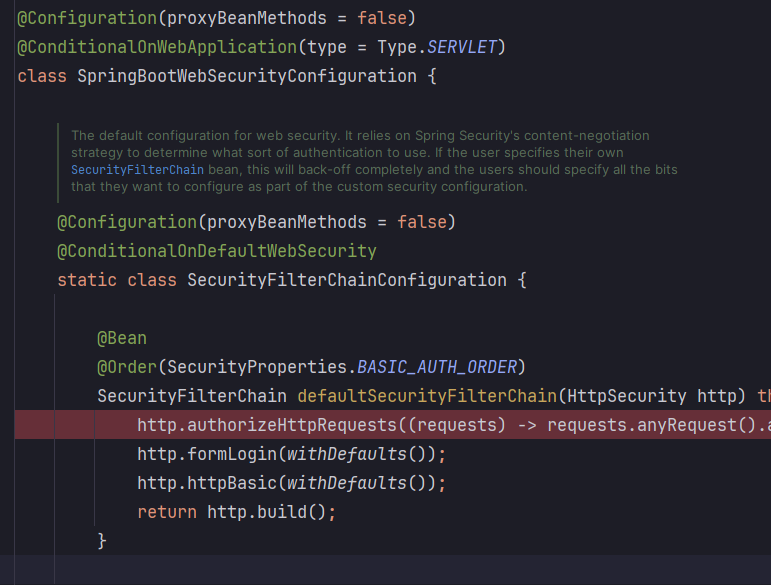 @Configuration(proxyBeanMethods = false)
@ConditionalOnWebApplication(type = Type.SERVLET)
class SpringBootWebSecurityConfiguration {
The default configuration for web security. It relies on Spring Security's content-negotiation
strategy to determine what sort of authentication to use. If the user specifies their own
SecurityFilterChain bean, this will back-off completely and the users should specify all the bits
that they want to configure as part of the custom security configuration.
@Configuration(proxyBeanMethods = false)
@ConditionalOnDefaultWebSecurity
static class SecurityFilterChainConfiguration {
@Bean
@Order(SecurityProperties.BASIC_AUTH_ORDER)
SecurityFilterChain defaultSecurityFilterChain(HttpSecurity http)
http.authorizeHttpRequests((requests) -> requests.anyRequest().
http.formLogin(withDefaults());
http.httpBasic(withDefaults());
return http.build();
}